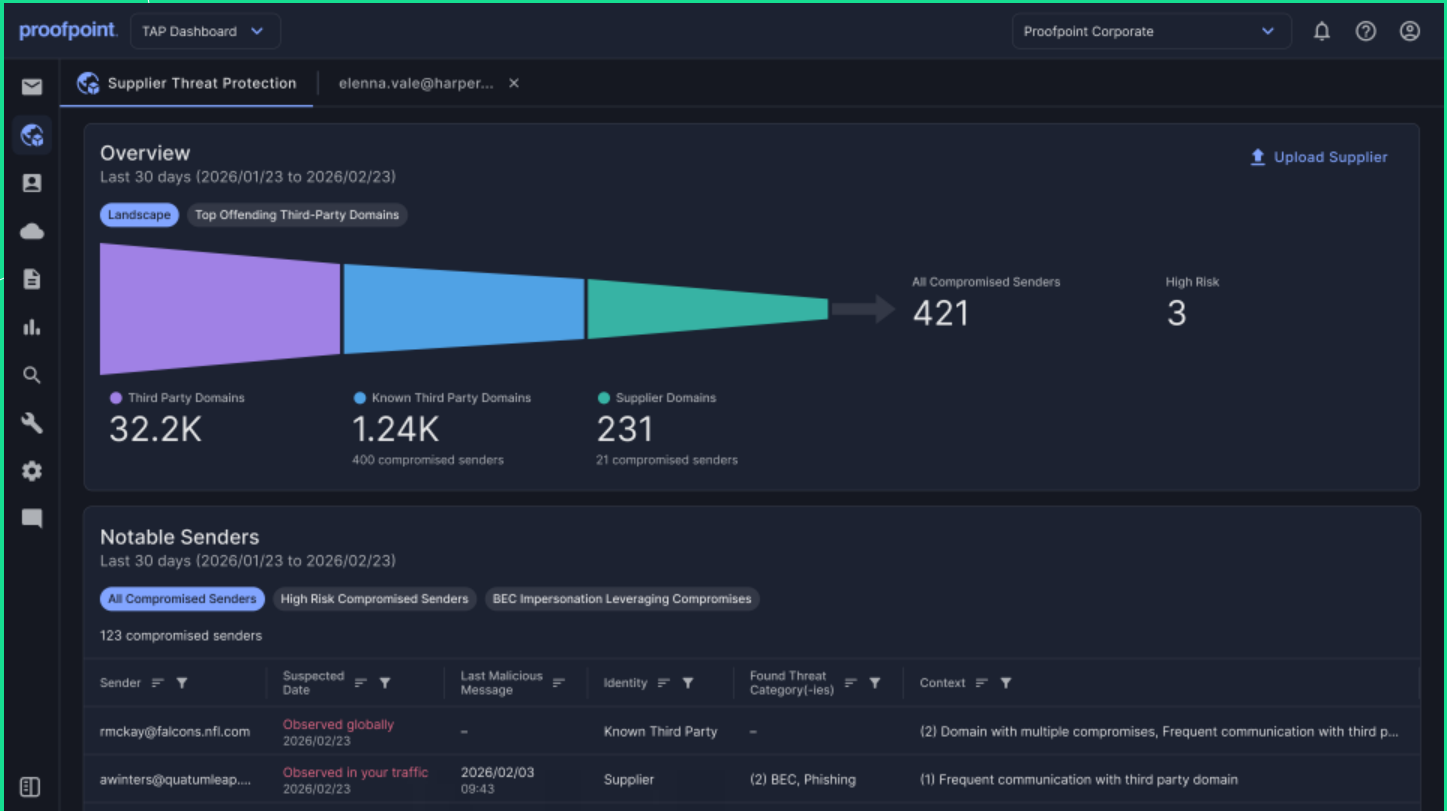 proofpoint. TAP Dashboard Proofpoint Corporate
Supplier Threat Protection elenna.vale@harper...
Overview
Upload Supplier
Last 30 days (2026/01/23 to 2026/02/23)
Landscape Top Offending Third-Party Domains
All Compromised Senders High Risk
421 3
Third Party Domains Known Third Party Domains Supplier Domains
32.2K 1.24K 231
400 compromised senders 21 compromised senders
Notable Senders
Last 30 days (2026/01/23 to 2026/02/23)
All Compromised Senders High Risk Compromised Senders BEC Impersonation Leveraging Compromises
123 compromised senders
Sender Suspected Date Last Malicious Message Identity Found Threat Category(-ies) Context
rmckay@falcons.nfl.com Observed globally 2026/02/23 – Known Third Party – (2) Domain with multiple compromises, Frequent communication with third p...
awinters@quatumleap.... Observed in your traffic 2026/02/23 2026/02/03 09:43 Supplier (2) BEC, Phishing (1) Frequent communication with third party domain